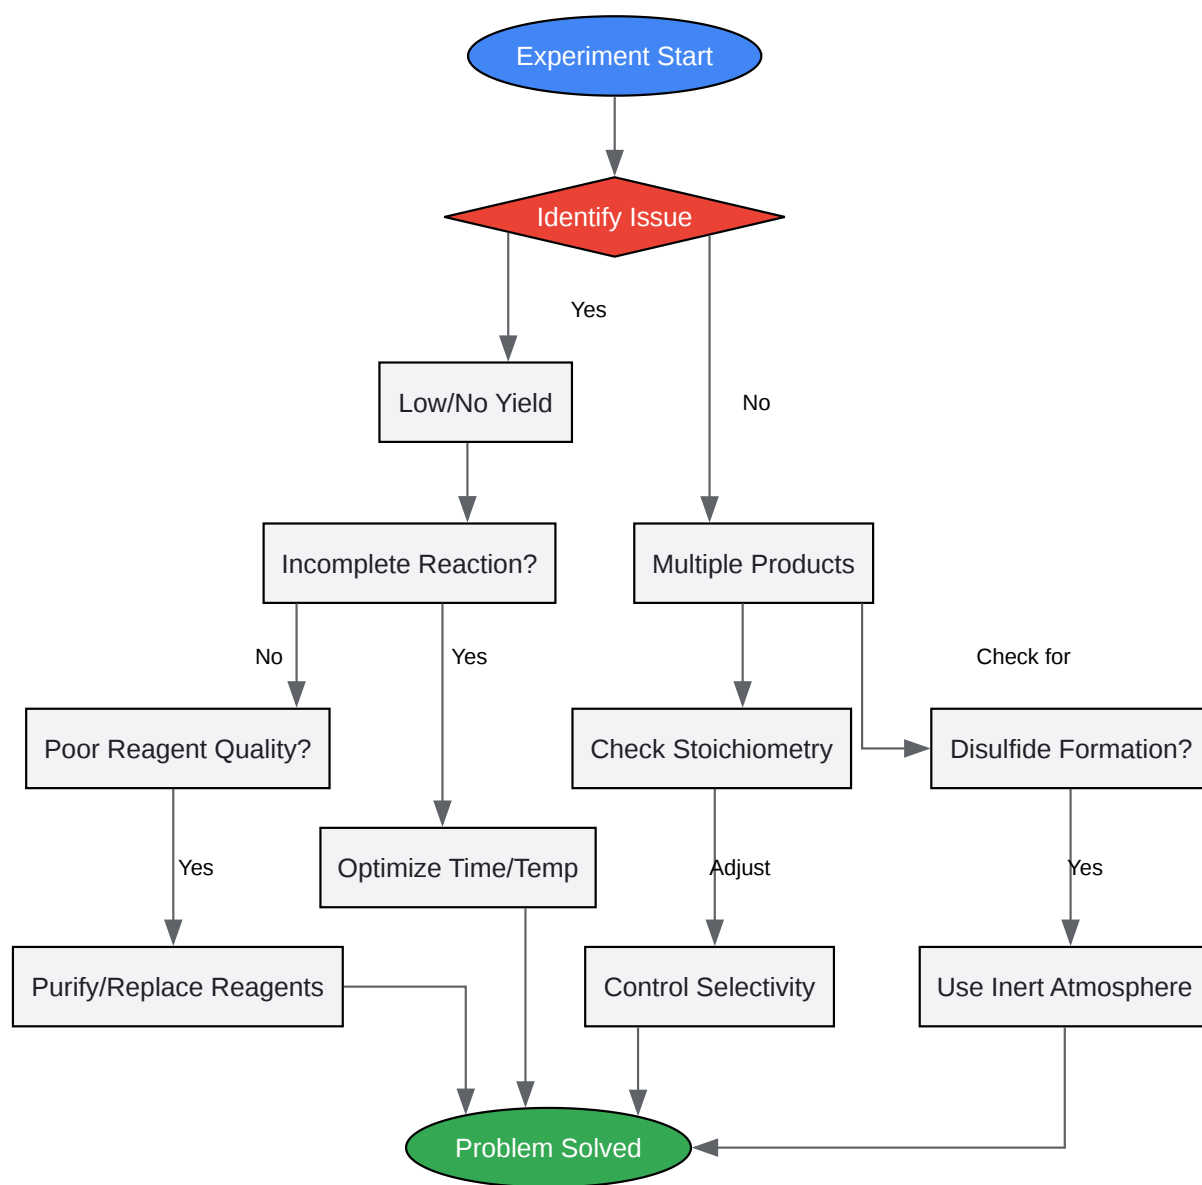 Experiment Start
Identify Issue
Yes
Low/No Yield
No
Incomplete Reaction?
Multiple Products
No
Yes
Check for
Poor Reagent Quality?
Check Stoichiometry
Disulfide Formation?
Yes
Optimize Time/Temp
Adjust
Yes
Purify/Replace Reagents
Control Selectivity
Use Inert Atmosphere
Problem Solved